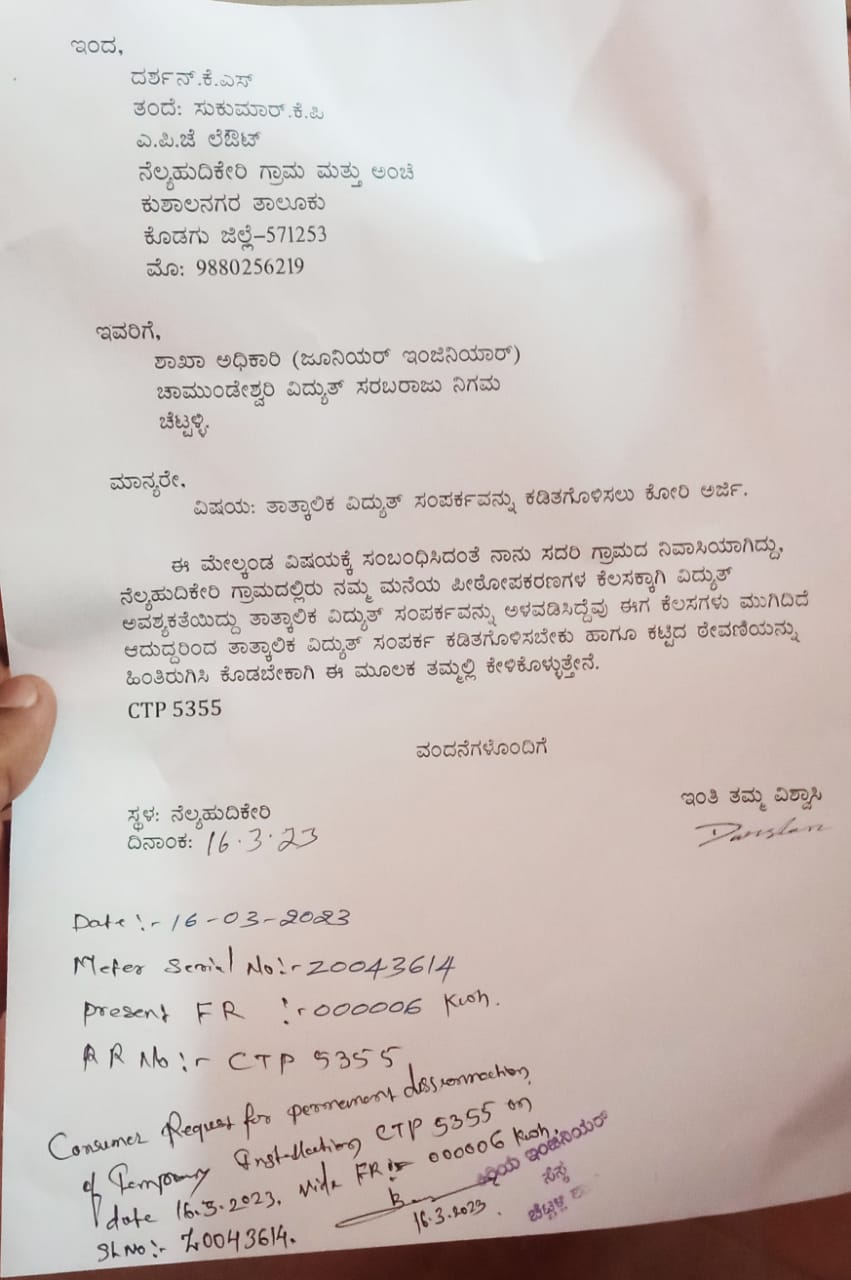 ಇಂದ,
ದರ್ಶನ್.ಕೆ.ಎಸ್
ತಂದೆ: ಸುಕುಮಾರ್.ಕೆ.ಪಿ
ಎ.ಪಿ.ಜೆ ಲೆಔಟ್
ನೆಲ್ಯಹುದಿಕೇರಿ ಗ್ರಾಮ ಮತ್ತು ಅಂಚೆ
ಕುಶಾಲನಗರ ತಾಲೂಕು
ಕೊಡಗು ಜಿಲ್ಲೆ-571253
ಮೊ: 9880256219
ಇವರಿಗೆ,
ಶಾಖಾ ಅಧಿಕಾರಿ (ಜೂನಿಯರ್ ಇಂಜಿನಿಯಾರ್)
ಚಾಮುಂಡೇಶ್ವರಿ ವಿದ್ಯುತ್ ಸರಬರಾಜು ನಿಗಮ
ಚೆಟ್ಟಳ್ಳಿ.
ಮಾನ್ಯರೇ,
ವಿಷಯ: ತಾತ್ಕಾಲಿಕ ವಿದ್ಯುತ್ ಸಂಪರ್ಕವನ್ನು ಕಡಿತಗೊಳಿಸಲು ಕೋರಿ ಅರ್ಜಿ.
ಈ ಮೇಲ್ಕಂಡ ವಿಷಯಕ್ಕೆ ಸಂಬಂಧಿಸಿದಂತೆ ನಾನು ಸದರಿ ಗ್ರಾಮದ ನಿವಾಸಿಯಾಗಿದ್ದು,
ನೆಲ್ಯಹುದಿಕೇರಿ ಗ್ರಾಮದಲ್ಲಿರು ನಮ್ಮ ಮನೆಯ ಪೀಠೋಪಕರಣಗಳ ಕೆಲಸಕ್ಕಾಗಿ ವಿದ್ಯುತ್
ಅವಶ್ಯಕತೆಯಿದ್ದು ತಾತ್ಕಾಲಿಕ ವಿದ್ಯುತ್ ಸಂಪರ್ಕವನ್ನು ಅಳವಡಿಸಿದ್ದೆವು ಈಗ ಕೆಲಸಗಳು ಮುಗಿದಿದೆ
ಆದುದ್ದರಿಂದ ತಾತ್ಕಾಲಿಕ ವಿದ್ಯುತ್ ಸಂಪರ್ಕ ಕಡಿತಗೊಳಿಸಬೇಕು ಹಾಗೂ ಕಟ್ಟಿದ ಠೇವಣಿಯನ್ನು
ಹಿಂತಿರುಗಿಸಿ ಕೊಡಬೇಕಾಗಿ ಈ ಮೂಲಕ ತಮ್ಮಲ್ಲಿ ಕೇಳಿಕೊಳ್ಳುತ್ತೇನೆ.
CTP 5355
ವಂದನೆಗಳೊಂದಿಗೆ
ಇಂತಿ ತಮ್ಮ ವಿಶ್ವಾಸಿ
ಸ್ಥಳ: ನೆಲ್ಯಹುದಿಕೇರಿ
ದಿನಾಂಕ: 16.3.23
Darshan
Date :- 16-03-2023
Meter Serial No:- 20043614
Present FR :- 000006 Kwh.
RR No:- CTP 5355
Consumer Request for permanent dissconnection
of Temporary Installation CTP 5355 on
date 16.3.2023. Vide FR:- 000006 Kwh.
Sl.No:- 20043614.
16.3.2023.
ಕಿರಿಯ ಇಂಜಿನಿಯರ್
ಸೆಸ್ಕ
ಚೆಟ್ಟಳ್ಳಿ